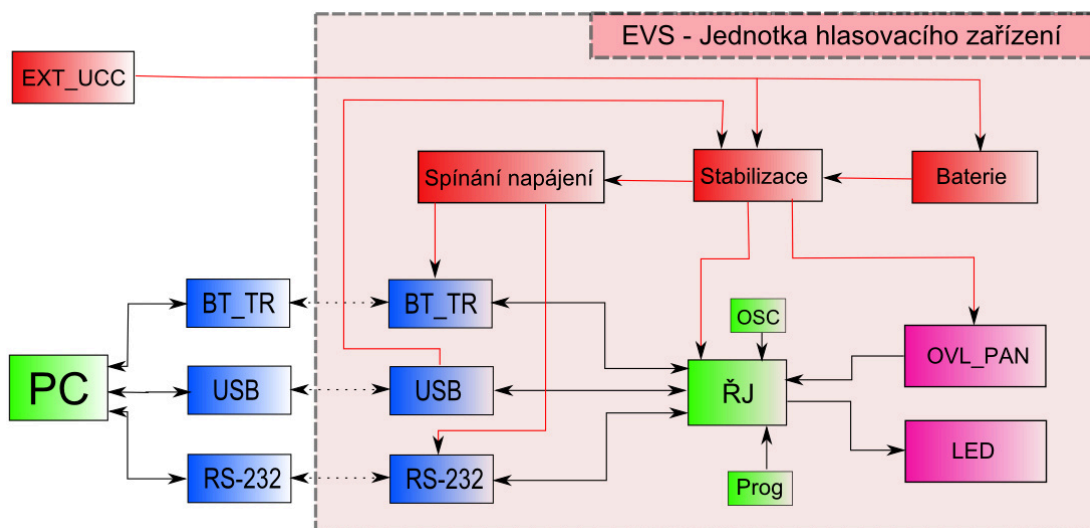 EVS - Jednotka hlasovacího zařízení
EXT_UCC
Spínání napájení
Stabilizace
Baterie
BT_TR
BT_TR
OSC
OVL_PAN
PC
USB
USB
ŘJ
LED
RS-232
RS-232
Prog